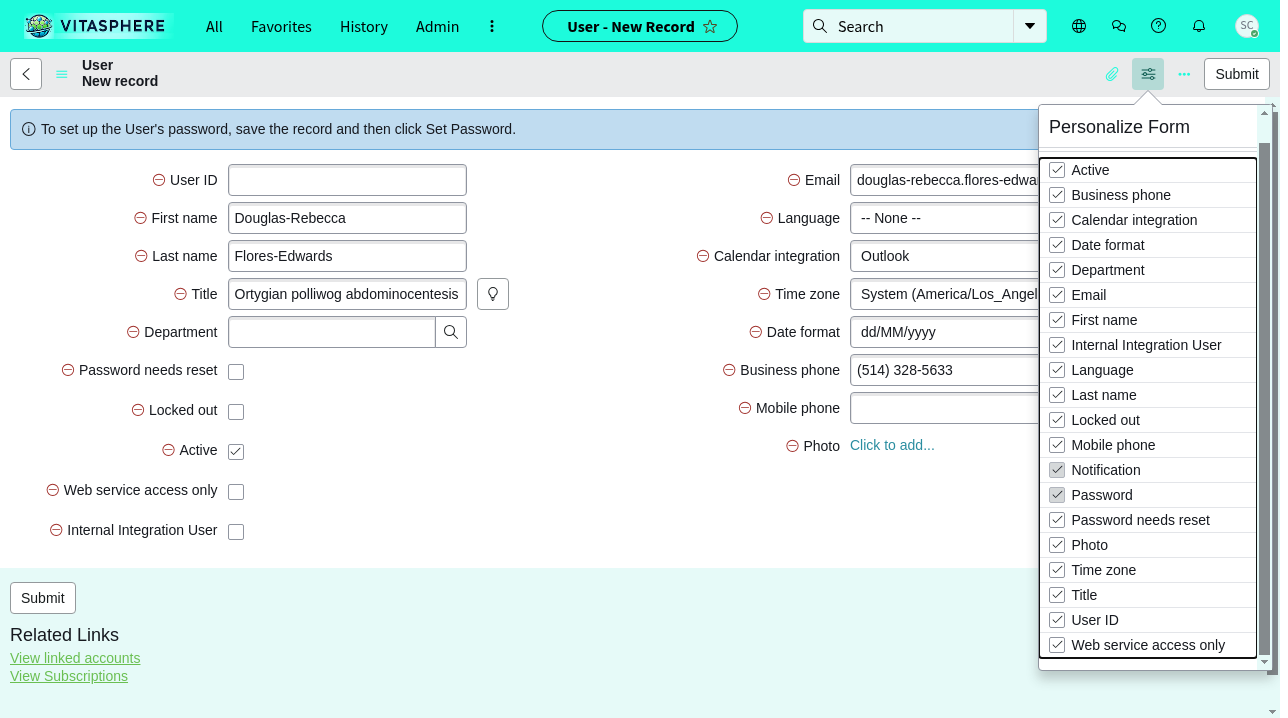 VITASPHERE
All
Favorites
History
Admin
User - New Record
Search
SC
User
New record
Submit
To set up the User's password, save the record and then click Set Password.
User ID
First name
Douglas-Rebecca
Last name
Flores-Edwards
Title
Ortygian polliwog abdominocentesis
Department
Password needs reset
Locked out
Active
Web service access only
Internal Integration User
Email
douglas-rebecca.flores-edwar
Language
-- None --
Calendar integration
Outlook
Time zone
System (America/Los_Angel
Date format
dd/MM/yyyy
Business phone
(514) 328-5633
Mobile phone
Photo
Click to add...
Personalize Form
Active
Business phone
Calendar integration
Date format
Department
Email
First name
Internal Integration User
Language
Last name
Locked out
Mobile phone
Notification
Password
Password needs reset
Photo
Time zone
Title
User ID
Web service access only
Submit
Related Links
View linked accounts
View Subscriptions